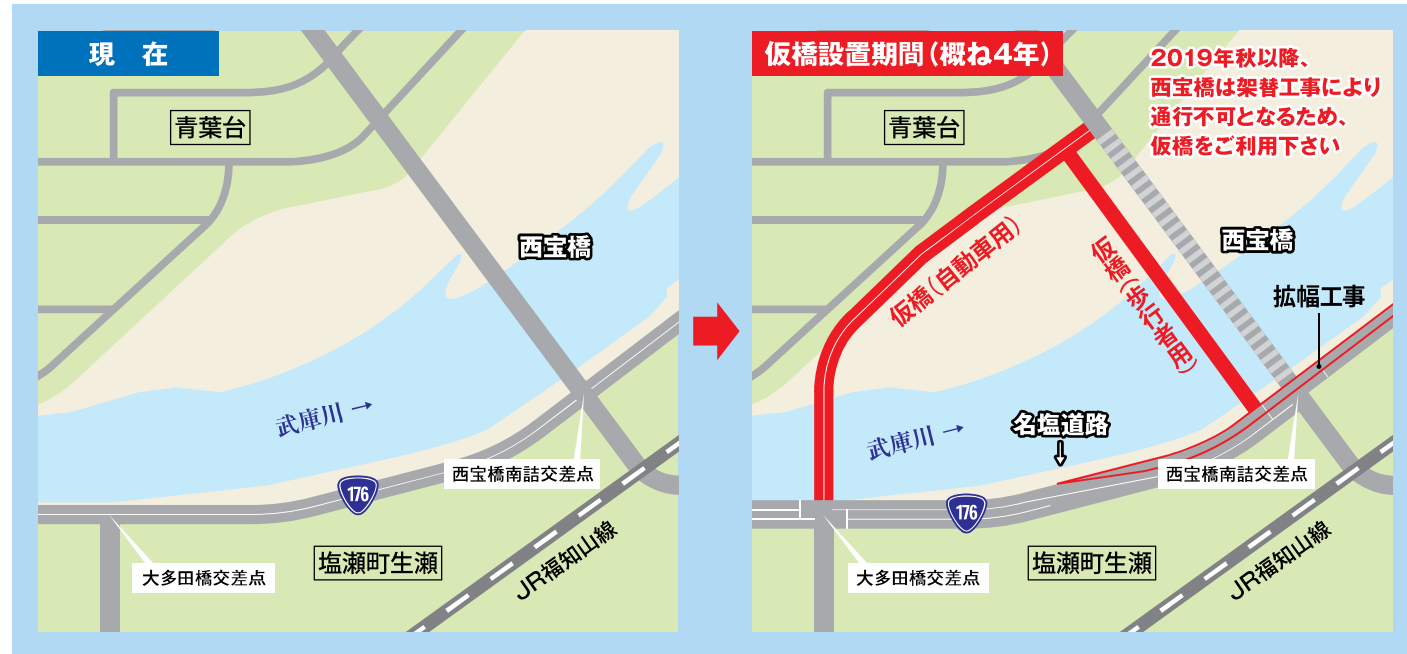 現 在
青葉台
西宝橋
武庫川→
西宝橋南詰交差点
176
大多田橋交差点
塩瀬町生瀬
JR福知山線
仮橋設置期間(概ね4年)
2019年秋以降、
西宝橋は架替工事により
通行不可となるため、
仮橋をご利用下さい
青葉台
西宝橋
仮橋(自動車用)
仮橋(歩行者用)
拡幅工事
武庫川→
名塩道路
西宝橋南詰交差点
176
大多田橋交差点
塩瀬町生瀬
JR福知山線